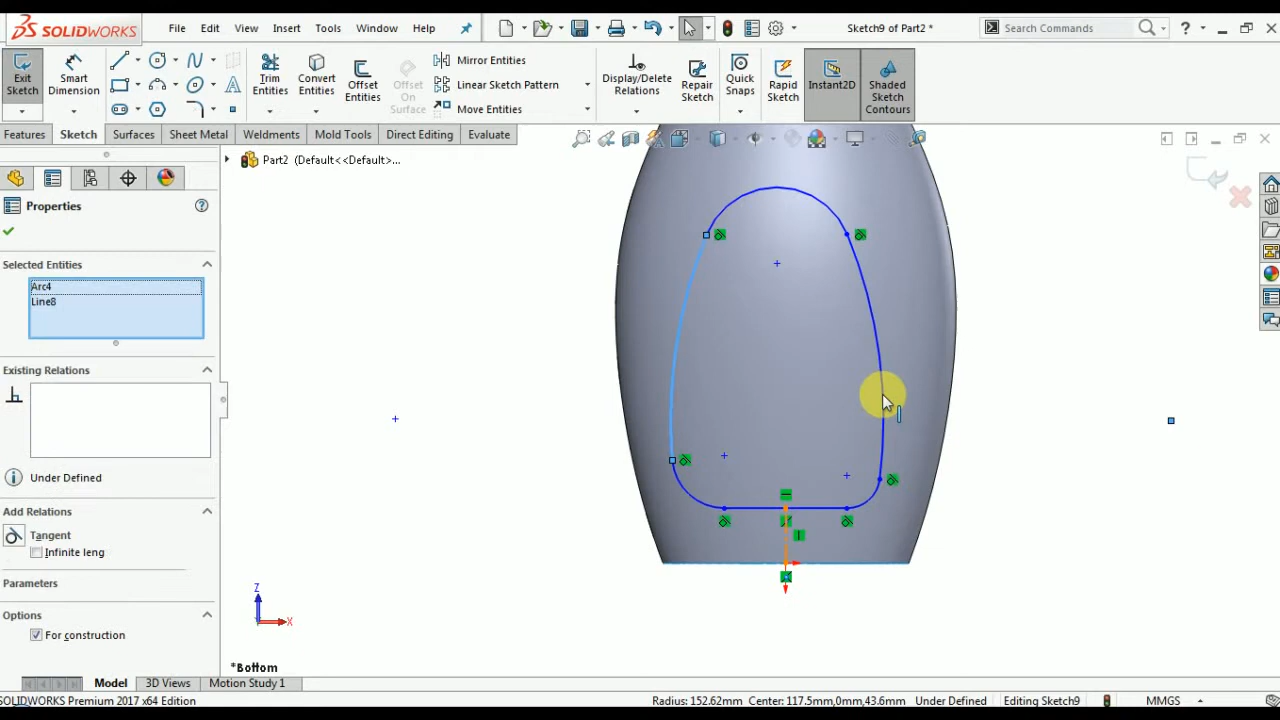 SOLIDWORKS
File Edit View Insert Tools Window Help
Sketch9 of Part2 *
Search Commands
Exit Sketch
Smart Dimension
Trim Entities
Convert Entities
Offset Entities
Offset On Surface
Mirror Entities
Linear Sketch Pattern
Move Entities
Display/Delete Relations
Repair Sketch
Quick Snaps
Rapid Sketch
Instant2D
Shaded Sketch Contours
Features Sketch Surfaces Sheet Metal Weldments Mold Tools Direct Editing Evaluate
Part2 (Default<<Default>...
Properties
Selected Entities
Arc4
Line8
Existing Relations
Under Defined
Add Relations
Tangent
Infinite leng
Parameters
Options
For construction
Z
X
*Bottom
Model 3D Views Motion Study 1
SOLIDWORKS Premium 2017 x64 Edition
Radius: 152.62mm Center: 117.5mm,0mm,43.6mm Under Defined Editing Sketch9 MMGS